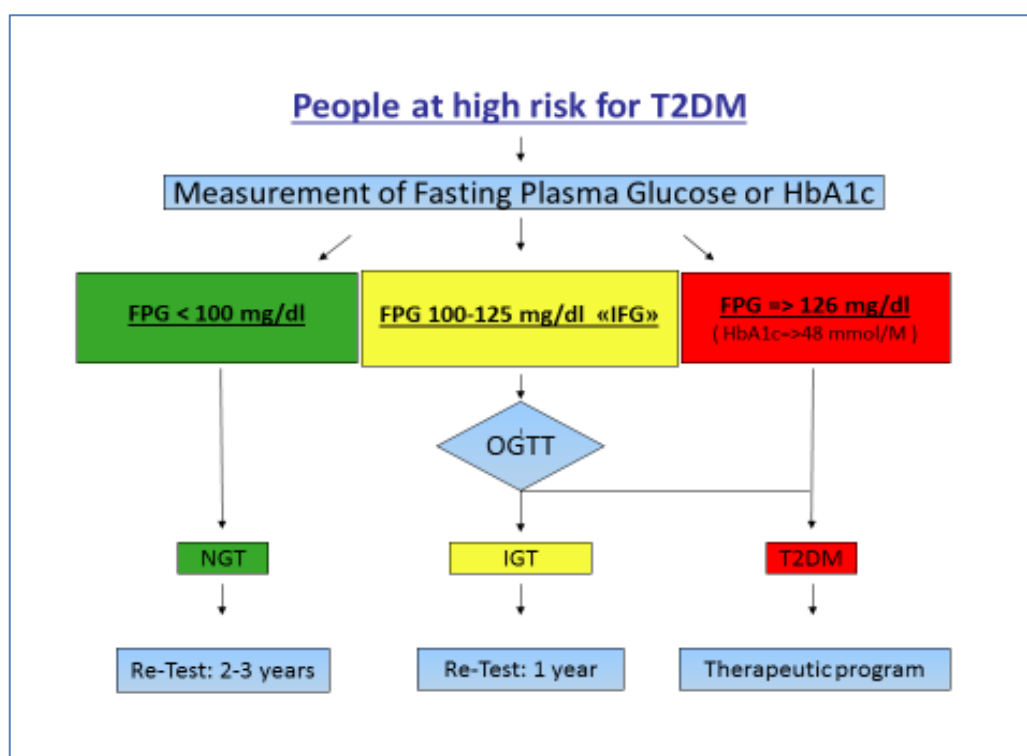 People at high risk for T2DM
Measurement of Fasting Plasma Glucose or HbA1c
FPG < 100 mg/dl
FPG 100-125 mg/dl «IFG»
FPG => 126 mg/dl
( HbA1c=>48 mmol/M )
OGTT
NGT
IGT
T2DM
Re-Test: 2-3 years
Re-Test: 1 year
Therapeutic program